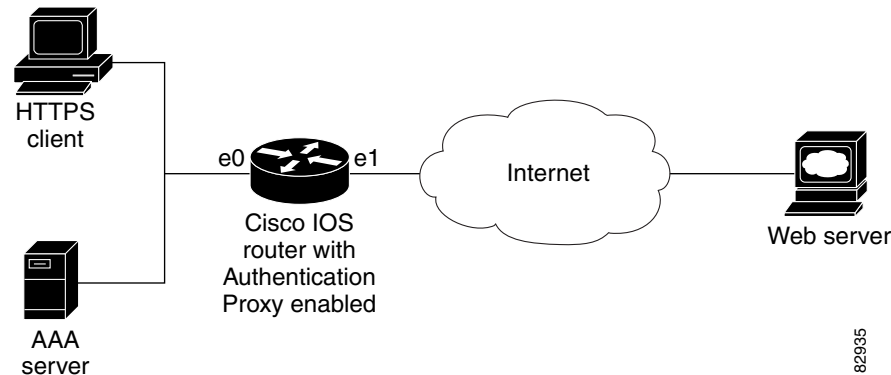 HTTPS
client
e0
e1
Cisco IOS
router with
Authentication
Proxy enabled
Internet
Web server
AAA
server
82935